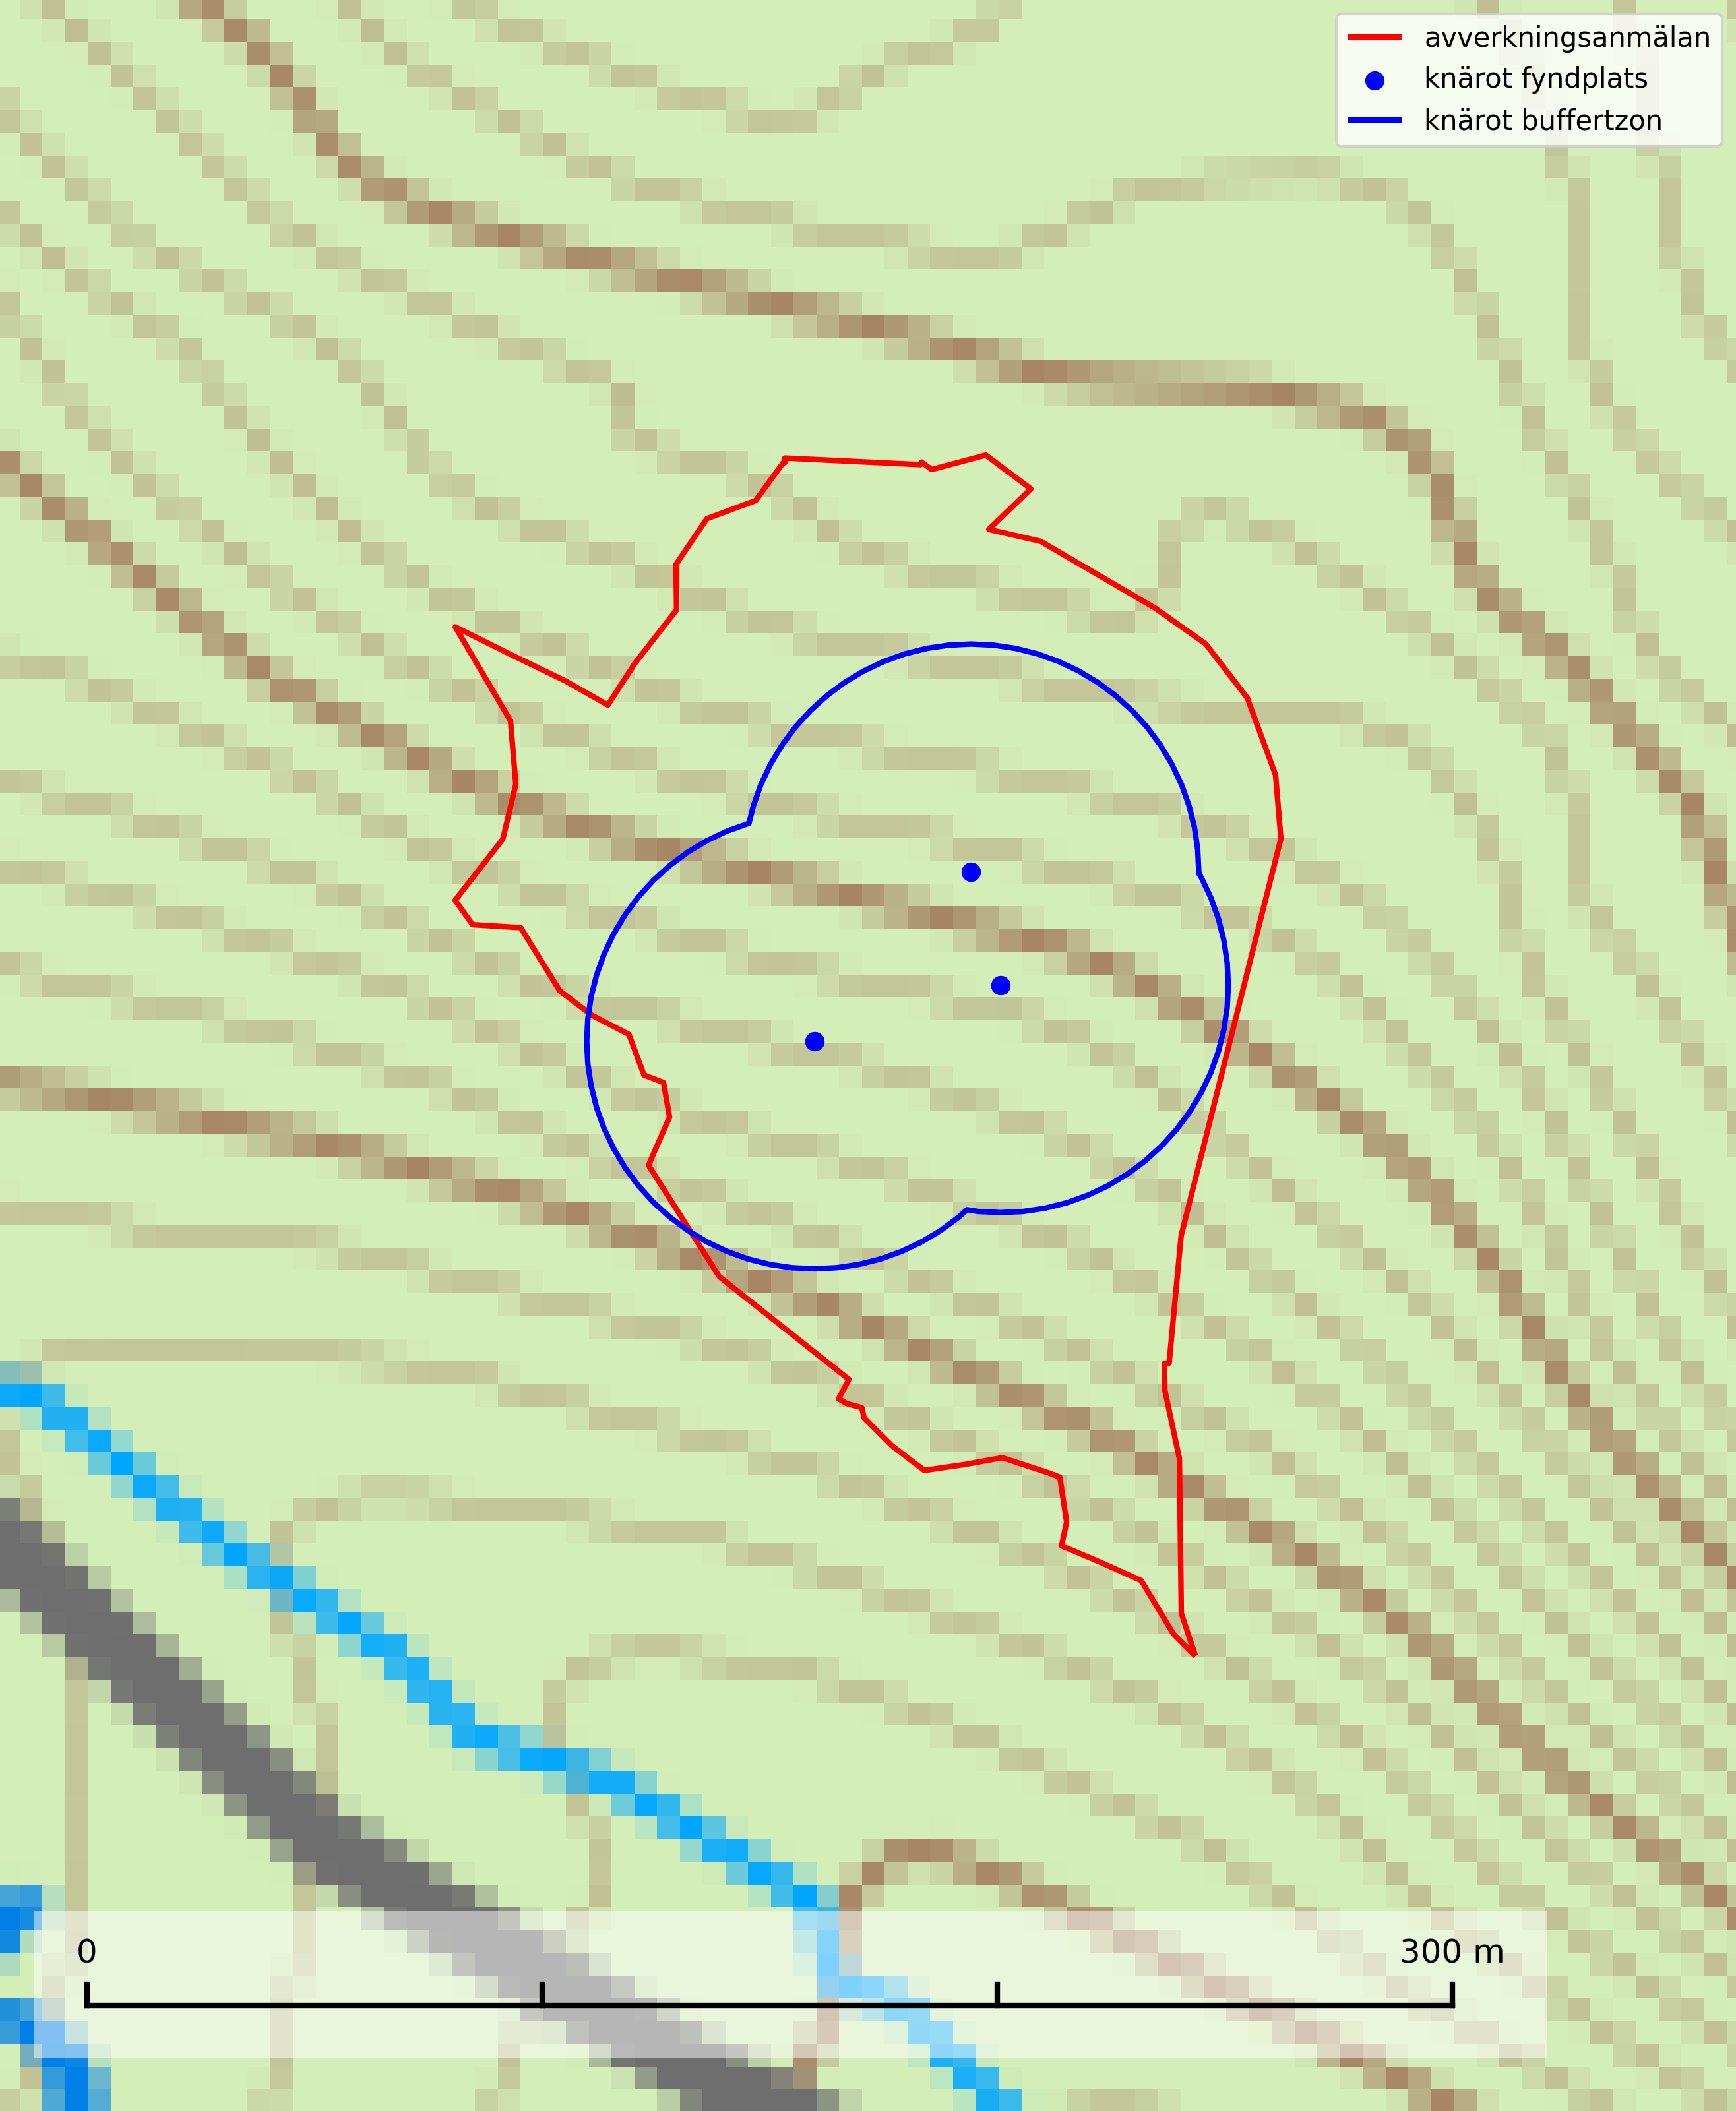 avverkningsanmälan
knärot fyndplats
knärot buffertzon
0
300 m